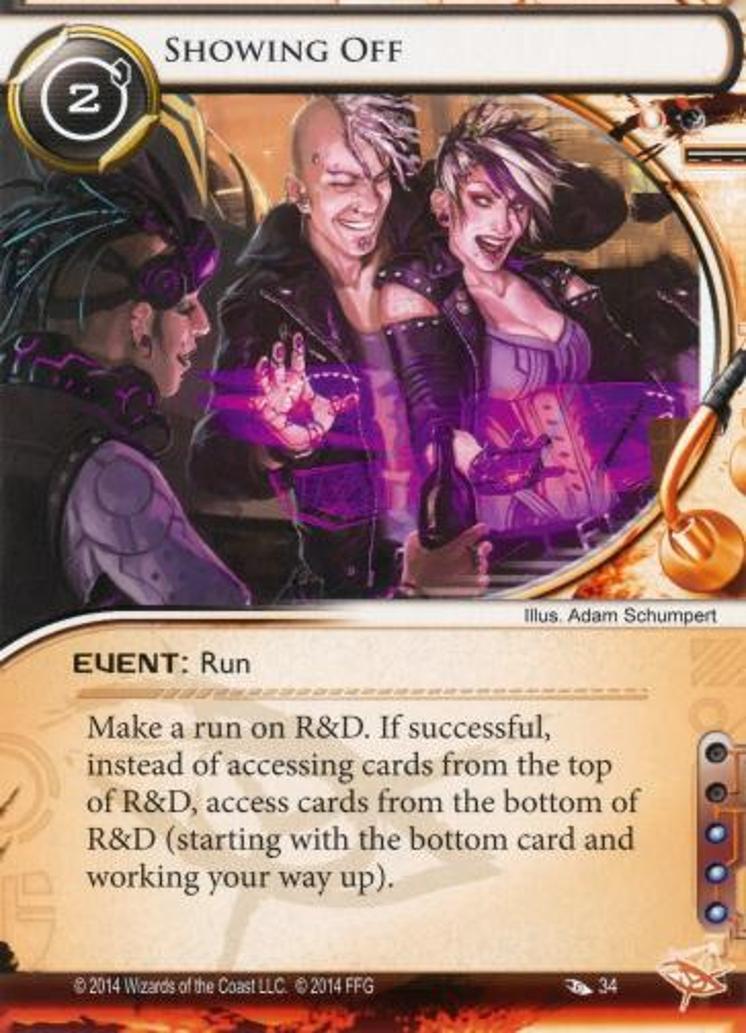 Showing Off
2
Illus. Adam Schumpert
EVENT: Run
Make a run on R&D. If successful,
instead of accessing cards from the top
of R&D, access cards from the bottom of
R&D (starting with the bottom card and
working your way up).
© 2014 Wizards of the Coast LLC. © 2014 FFG
34